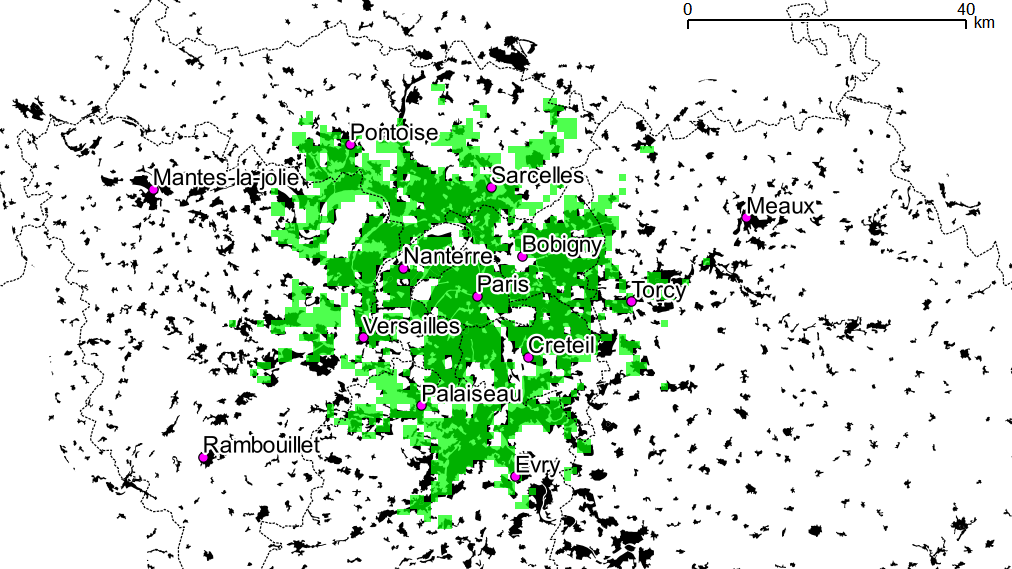 0 40
km
Pontoise
Mantes-la-jolie
Sarcelles
Meaux
Bobigny
Nanterre
Paris
Torcy
Versailles
Creteil
Palaiseau
Rambouillet
Evry